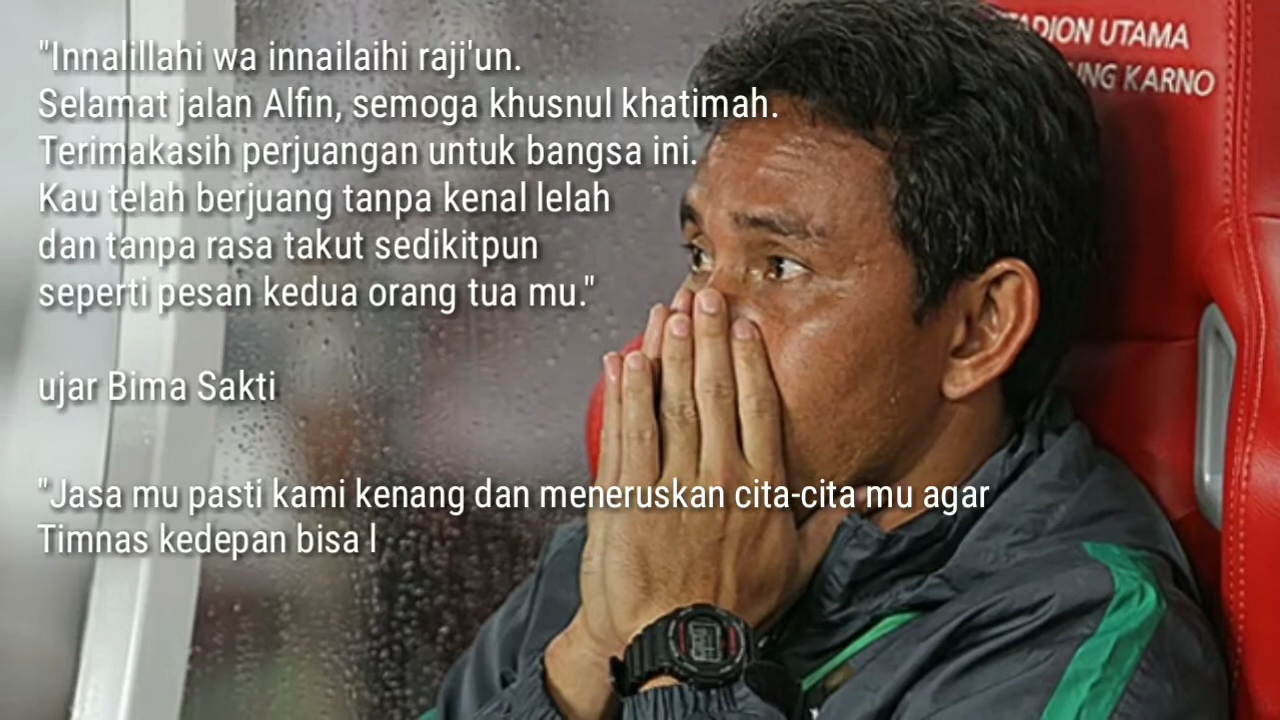 "Innalillahi wa innailaihi raji'un.
Selamat jalan Alfin, semoga khusnul khatimah.
Terimakasih perjuangan untuk bangsa ini.
Kau telah berjuang tanpa kenal lelah
dan tanpa rasa takut sedikitpun
seperti pesan kedua orang tua mu."
ujar Bima Sakti
"Jasa mu pasti kami kenang dan meneruskan cita-cita mu agar
Timnas kedepan bisa l
UTAMA
KARNO